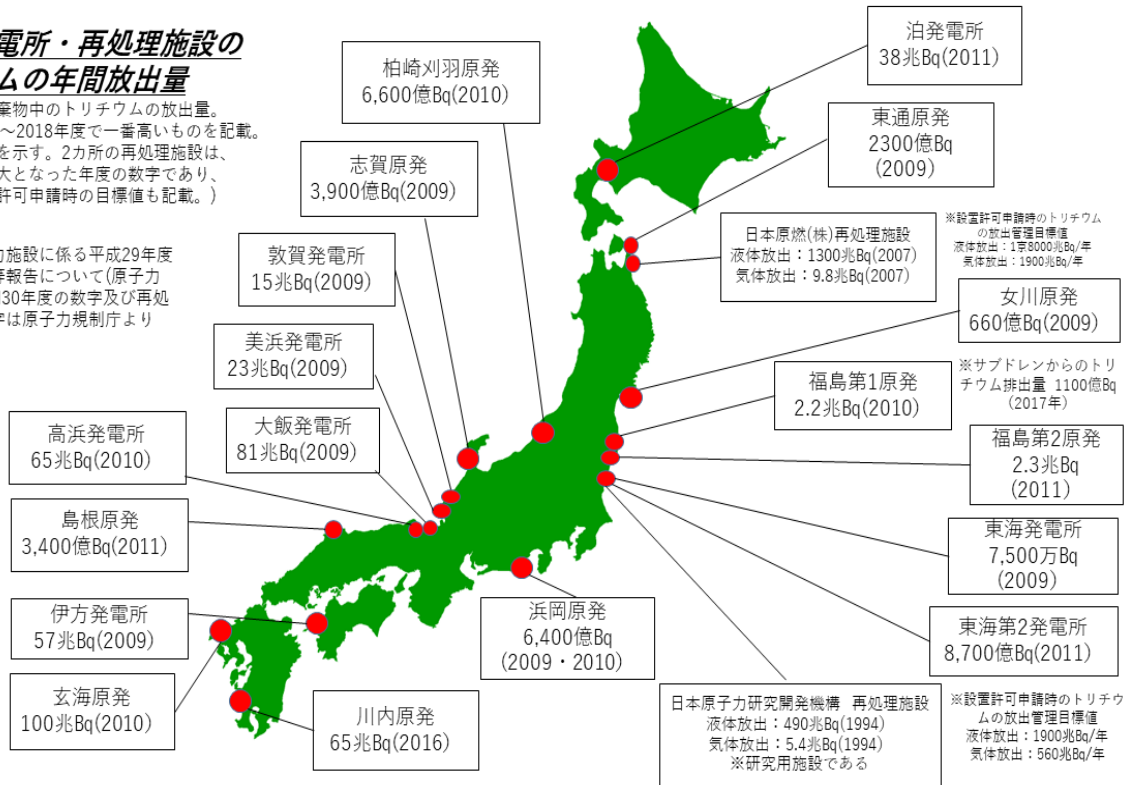 電所・再処理施設の
ムの年間放出量
棄物中のトリチウムの放出量。
～2018年度で一番高いものを記載。
を示す。2カ所の再処理施設は、
大となった年度の数字であり、
許可申請時の目標値も記載。)
力施設に係る平成29年度
等報告について(原子力
30年度の数字及び再処
字は原子力規制庁より
泊発電所
38兆Bq(2011)
柏崎刈羽原発
6,600億Bq(2010)
東通原発
2300億Bq
(2009)
志賀原発
3,900億Bq(2009)
日本原燃(株)再処理施設
液体放出：1300兆Bq(2007)
気体放出：9.8兆Bq(2007)
※設置許可申請時のトリチウム
の放出管理目標値
液体放出：1京8000兆Bq/年
気体放出：1900兆Bq/年
敦賀発電所
15兆Bq(2009)
女川原発
660億Bq(2009)
美浜発電所
23兆Bq(2009)
福島第1原発
2.2兆Bq(2010)
※サブドレンからのトリ
チウム排出量 1100億Bq
(2017年)
大飯発電所
81兆Bq(2009)
高浜発電所
65兆Bq(2010)
福島第2原発
2.3兆Bq
(2011)
島根原発
3,400億Bq(2011)
東海発電所
7,500万Bq
(2009)
伊方発電所
57兆Bq(2009)
浜岡原発
6,400億Bq
(2009・2010)
東海第2発電所
8,700億Bq(2011)
玄海原発
100兆Bq(2010)
川内原発
65兆Bq(2016)
日本原子力研究開発機構 再処理施設
液体放出：490兆Bq(1994)
気体放出：5.4兆Bq(1994)
※研究用施設である
※設置許可申請時のトリチウ
ムの放出管理目標値
液体放出：1900兆Bq/年
気体放出：560兆Bq/年